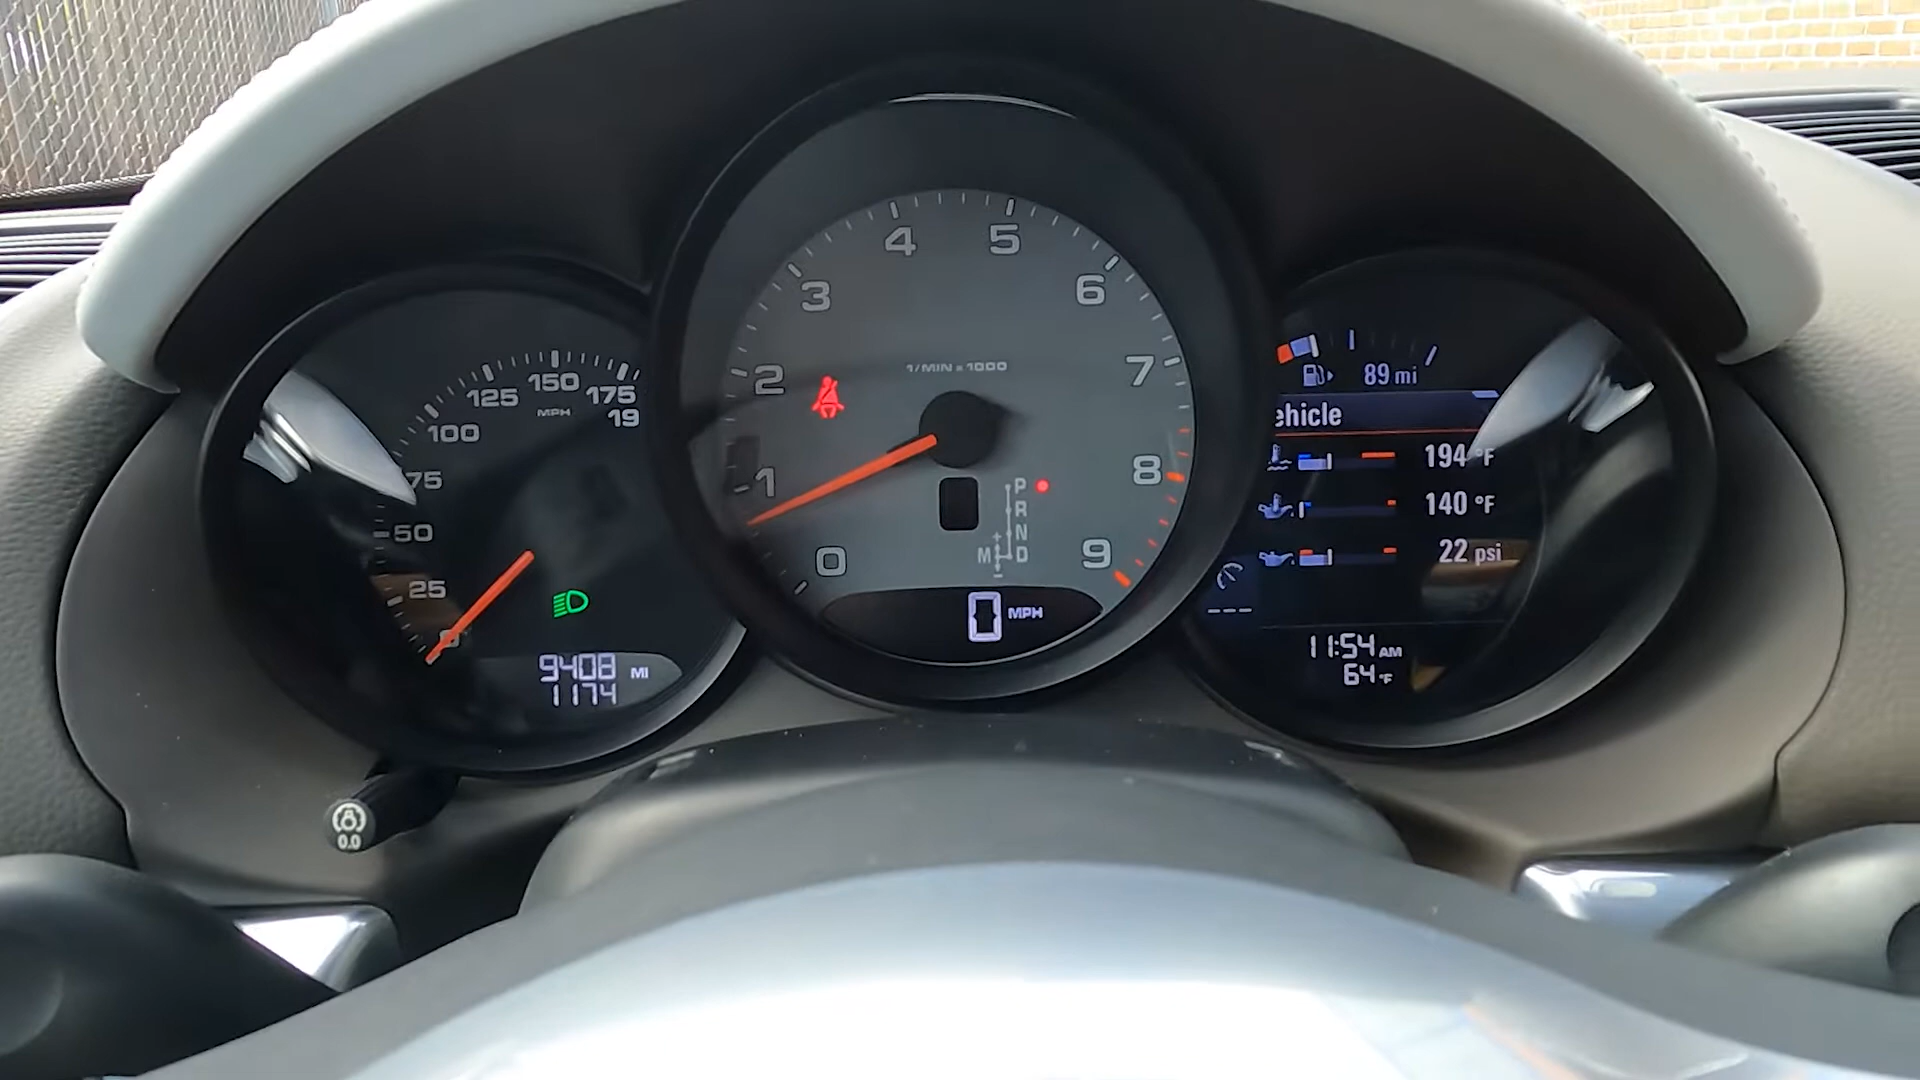 25
50
75
100
125
150
175
19
MPH
9408 MI
1174
0.0
0
1
2
3
4
5
6
7
8
9
1/MIN x 1000
P
R
N
M + D
-
0 MPH
89 mi
ehicle
194 °F
140 °F
22 psi
---
11:54 AM
64 °F